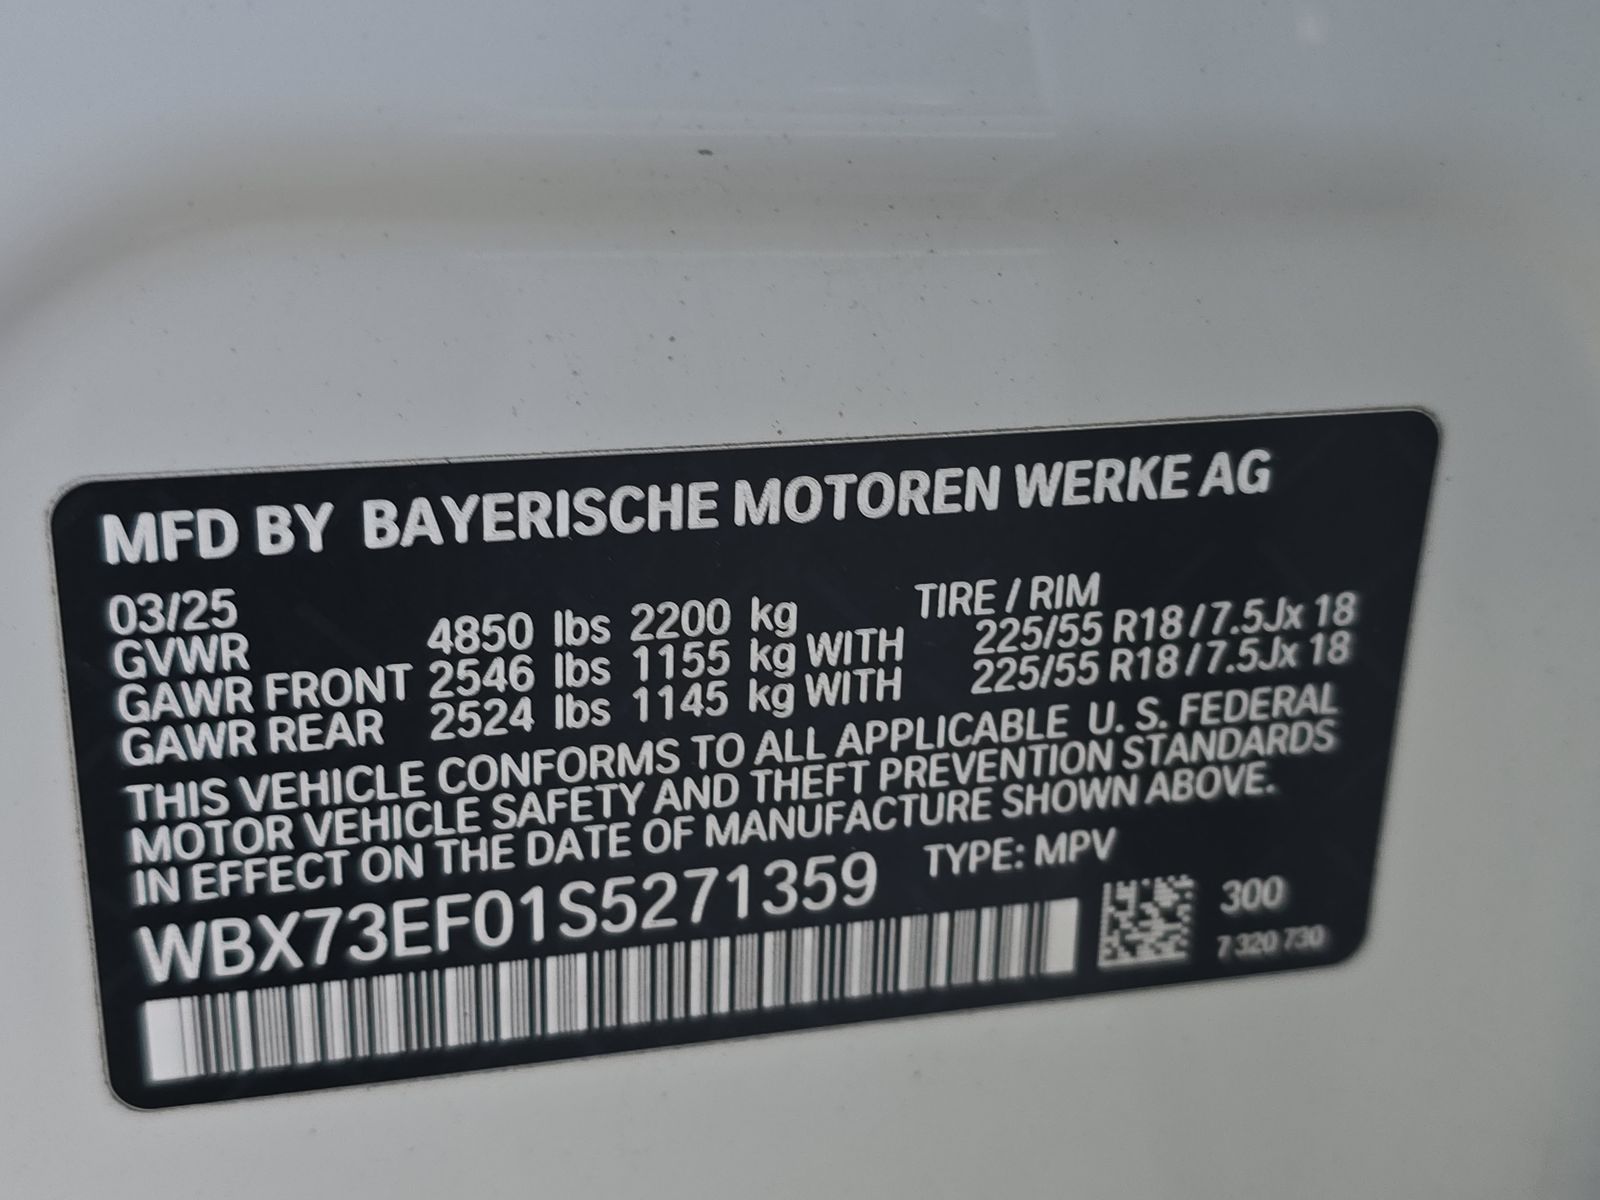 MFD BY BAYERISCHE MOTOREN WERKE AG
03/25 TIRE / RIM
GVWR 4850 lbs 2200 kg
GAWR FRONT 2546 lbs 1155 kg WITH 225/55 R18 / 7.5Jx 18
GAWR REAR 2524 lbs 1145 kg WITH 225/55 R18 / 7.5Jx 18
THIS VEHICLE CONFORMS TO ALL APPLICABLE U. S. FEDERAL
MOTOR VEHICLE SAFETY AND THEFT PREVENTION STANDARDS
IN EFFECT ON THE DATE OF MANUFACTURE SHOWN ABOVE.
WBX73EF01S5271359 TYPE: MPV
300
7 320 730